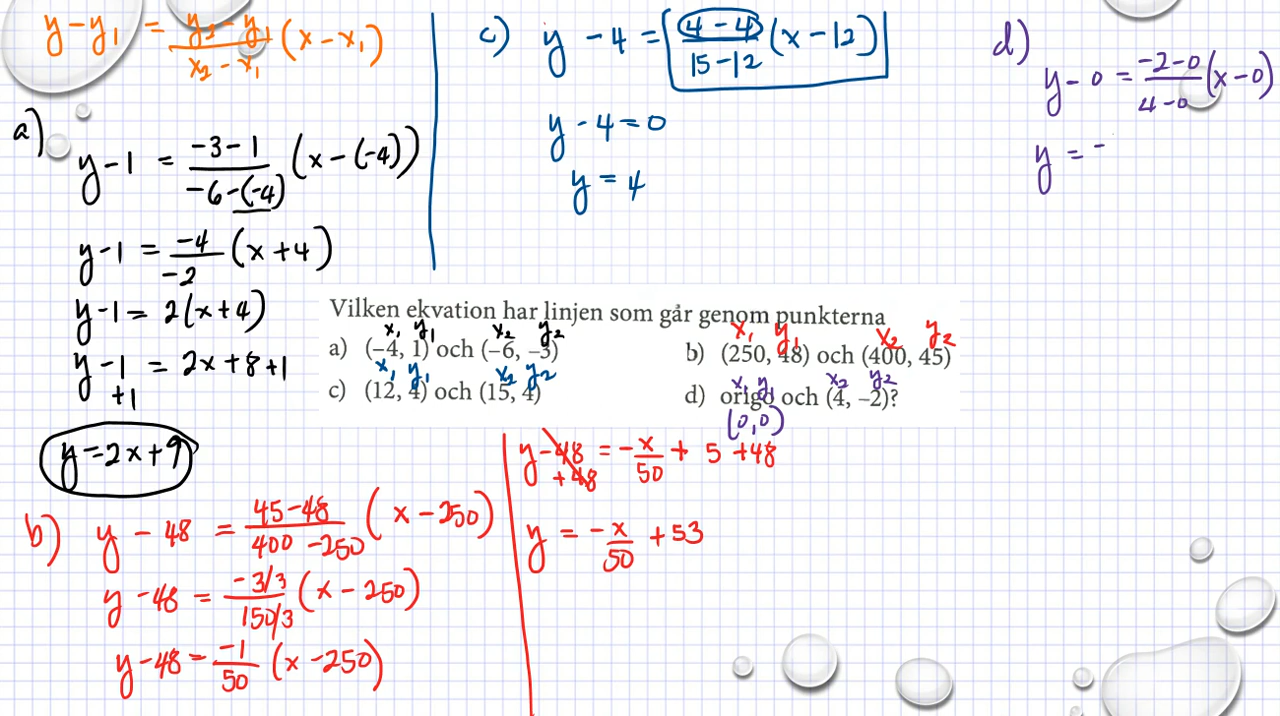 y-y₁ = (y₂-y₁)/(x₂-x₁) (x-x₁)
a)
y-1 = (-3-1)/(-6-(-4)) (x-(-4))
y-1 = -4/-2 (x+4)
y-1 = 2(x+4)
y-1 = 2x+8+1
+1
y=2x+9
b) y-48 = (45-48)/(400-250) (x-250)
y-48 = (-3/3)/(150/3) (x-250)
y-48 = -1/50 (x-250)
y-48 = -x/50 + 5 +48
+48
y = -x/50 +53
c) y-4 = (4-4)/(15-12) (x-12)
y-4=0
y = 4
d)
y-0 = (-2-0)/(4-0) (x-0)
y = -
Vilken ekvation har linjen som går genom punkterna
x₁ y₁ x₂ y₂
a) (–4, 1) och (–6, –3)
x₁ y₁ x₂ y₂
b) (250, 48) och (400, 45)
x₁ y₁ x₂ y₂
c) (12, 4) och (15, 4)
x₁ y₁ x₂ y₂
d) origo och (4, –2)?
(0,0)